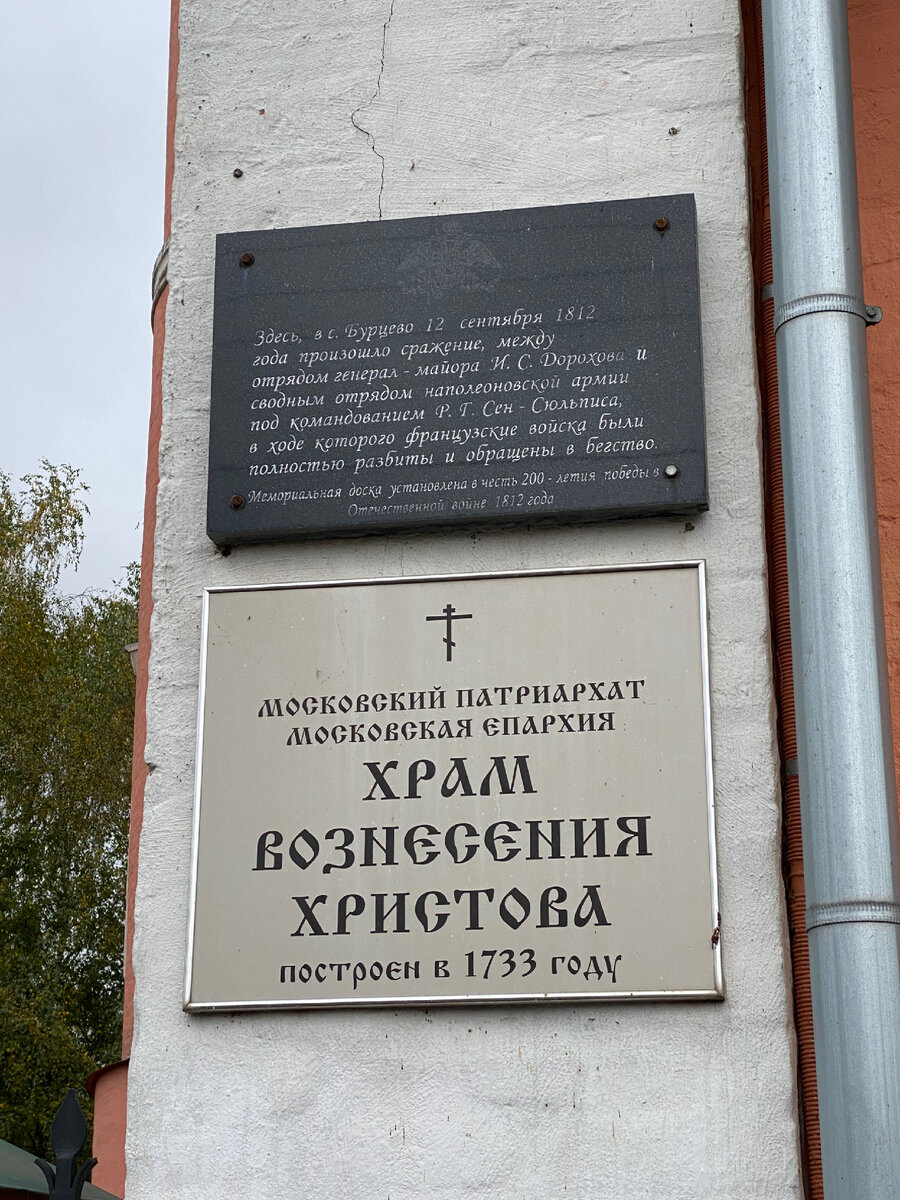 Здесь, в с. Бурцево 12 сентября 1812
года произошло сражение, между
отрядом генерал - майора И. С. Дорохова и
сводным отрядом наполеоновской армии
под командованием Р. Г. Сен - Сюльписа,
в ходе которого французские войска были
полностью разбиты и обращены в бегство.
Мемориальная доска установлена в честь 200 - летия победы в
Отечественной войне 1812 года
МОСКОВСКИЙ ПАТРИАРХАТ
МОСКОВСКАЯ ЕПАРХИЯ
ХРАМ
ВОЗНЕСЕНИЯ
ХРИСТОВА
построен в 1733 году